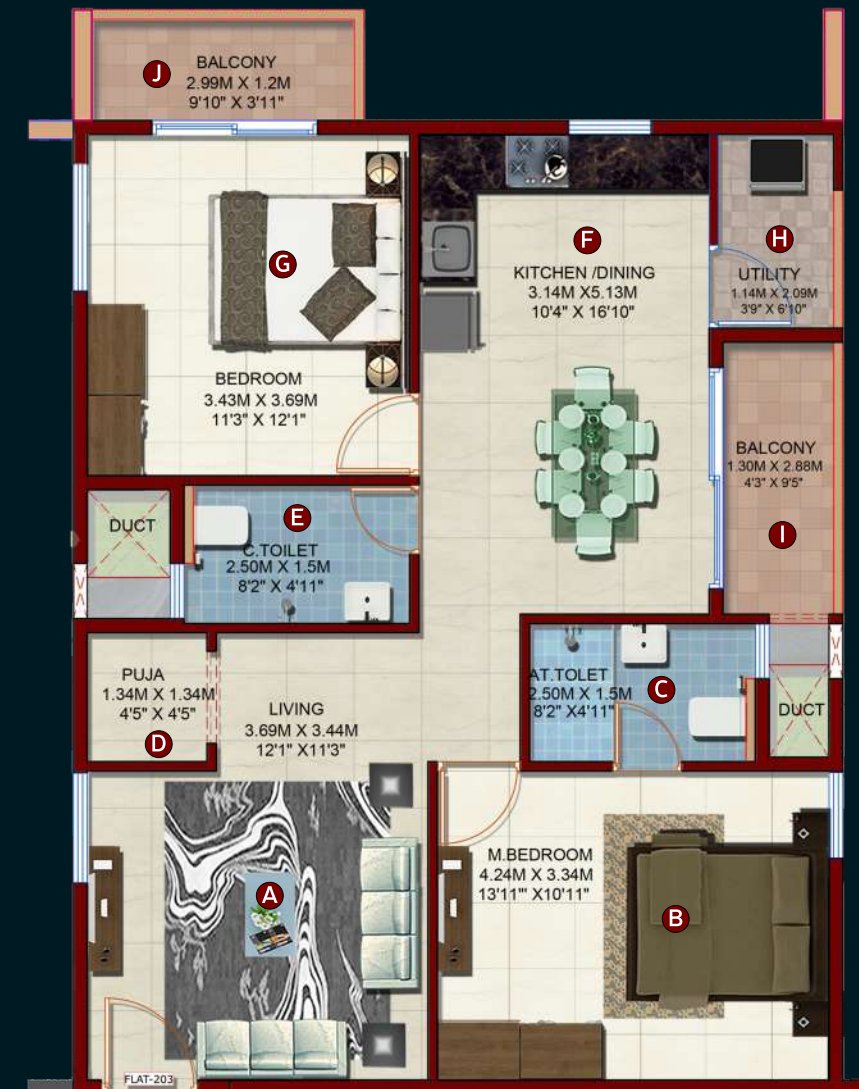 J
BALCONY
2.99M X 1.2M
9'10" X 3'11"
G
BEDROOM
3.43M X 3.69M
11'3" X 12'1"
F
KITCHEN /DINING
3.14M X5.13M
10'4" X 16'10"
H
UTILITY
1.14M X 2.09M
3'9" X 6'10"
BALCONY
1.30M X 2.88M
4'3" X 9'5"
I
DUCT
E
C.TOILET
2.50M X 1.5M
8'2" X 4'11"
PUJA
1.34M X 1.34M
4'5" X 4'5"
D
LIVING
3.69M X 3.44M
12'1" X11'3"
AT.TOLET
2.50M X 1.5M
8'2" X4'11"
C
DUCT
A
M.BEDROOM
4.24M X 3.34M
13'11'" X10'11"
B
FLAT-203